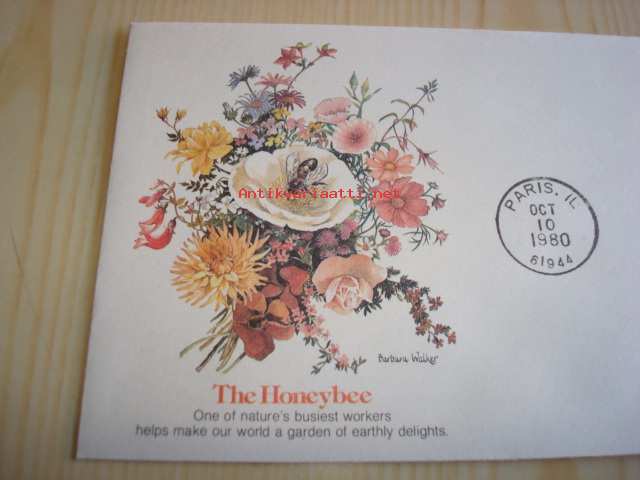 Antikvariaatti.net
PARIS, IL
OCT
10
1980
61944
Barbara Walker
The Honeybee
One of nature's busiest workers
helps make our world a garden of earthly delights.